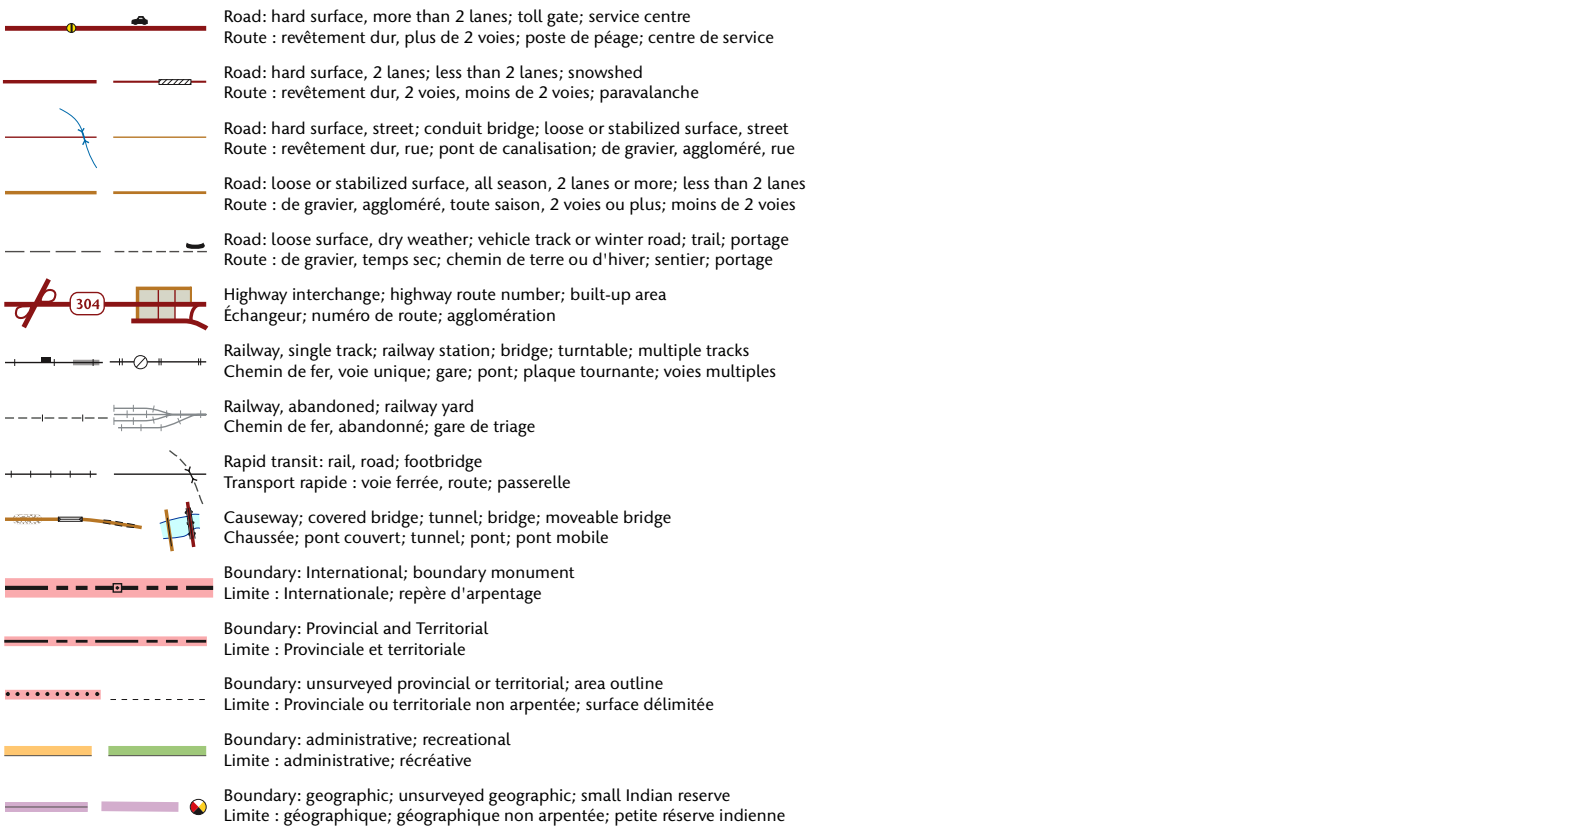 Road: hard surface, more than 2 lanes; toll gate; service centre
Route : revêtement dur, plus de 2 voies; poste de péage; centre de service
Road: hard surface, 2 lanes; less than 2 lanes; snowshed
Route : revêtement dur, 2 voies, moins de 2 voies; paravalanche
Road: hard surface, street; conduit bridge; loose or stabilized surface, street
Route : revêtement dur, rue; pont de canalisation; de gravier, aggloméré, rue
Road: loose or stabilized surface, all season, 2 lanes or more; less than 2 lanes
Route : de gravier, aggloméré, toute saison, 2 voies ou plus; moins de 2 voies
Road: loose surface, dry weather; vehicle track or winter road; trail; portage
Route : de gravier, temps sec; chemin de terre ou d'hiver; sentier; portage
304
Highway interchange; highway route number; built-up area
Échangeur; numéro de route; agglomération
Railway, single track; railway station; bridge; turntable; multiple tracks
Chemin de fer, voie unique; gare; pont; plaque tournante; voies multiples
Railway, abandoned; railway yard
Chemin de fer, abandonné; gare de triage
Rapid transit: rail, road; footbridge
Transport rapide : voie ferrée, route; passerelle
Causeway; covered bridge; tunnel; bridge; moveable bridge
Chaussée; pont couvert; tunnel; pont; pont mobile
Boundary: International; boundary monument
Limite : Internationale; repère d'arpentage
Boundary: Provincial and Territorial
Limite : Provinciale et territoriale
Boundary: unsurveyed provincial or territorial; area outline
Limite : Provinciale ou territoriale non arpentée; surface délimitée
Boundary: administrative; recreational
Limite : administrative; récréative
Boundary: geographic; unsurveyed geographic; small Indian reserve
Limite : géographique; géographique non arpentée; petite réserve indienne